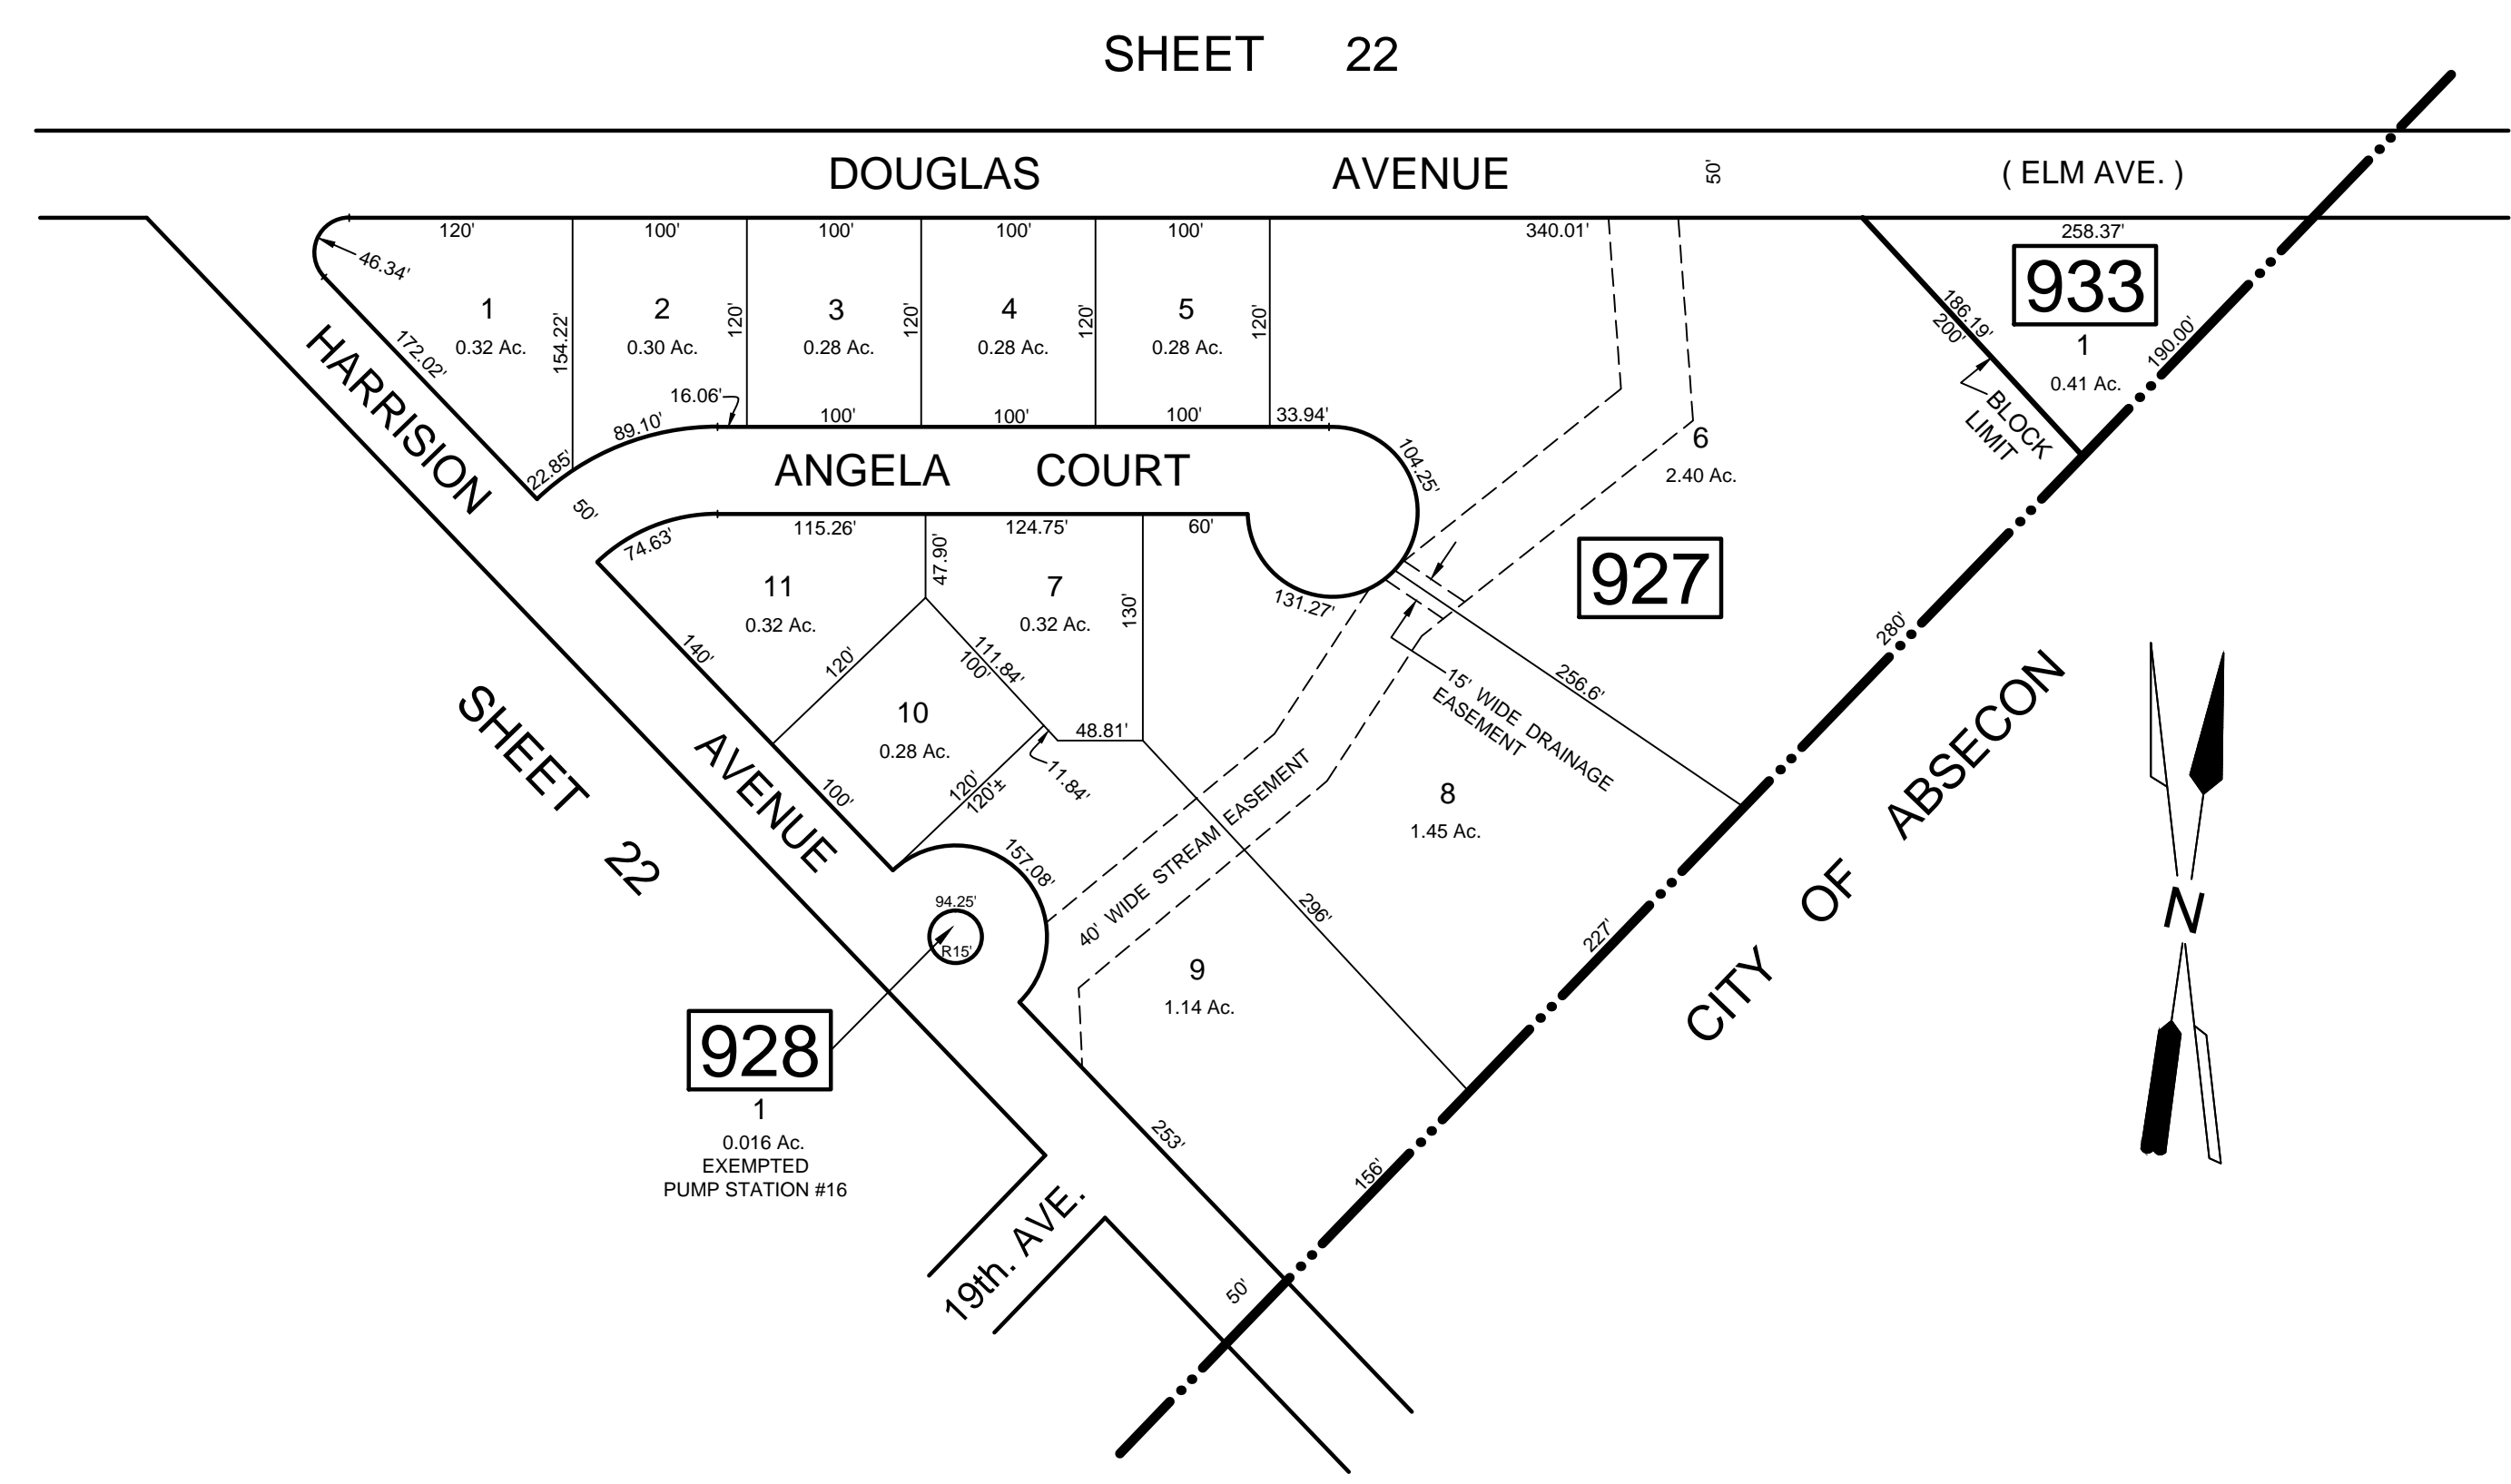 SHEET 22
DOUGLAS AVENUE
50'
( ELM AVE. )
120'
100'
100'
100'
100'
340.01'
258.37'
46.34'
933
1
0.41 Ac.
186.19'
200'
190.00'
BLOCK
LIMIT
1
0.32 Ac.
172.02'
154.22'
2
0.30 Ac.
120'
3
0.28 Ac.
120'
4
0.28 Ac.
120'
5
0.28 Ac.
120'
6
2.40 Ac.
16.06'
89.10'
22.85'
100'
100'
100'
33.94'
104.25'
HARRISION
ANGELA COURT
50'
74.63'
115.26'
124.75'
60'
47.90'
11
0.32 Ac.
7
0.32 Ac.
130'
131.27'
927
140'
120'
111.84'
100'
280'
256.6'
15' WIDE DRAINAGE
EASEMENT
10
0.28 Ac.
48.81'
11.84'
120'
120'±
100'
SHEET 22
AVENUE
40' WIDE STREAM EASEMENT
8
1.45 Ac.
157.08'
94.25'
R15'
296'
227'
CITY OF ABSECON
N
9
1.14 Ac.
928
1
0.016 Ac.
EXEMPTED
PUMP STATION #16
253'
156'
19th. AVE.
50'